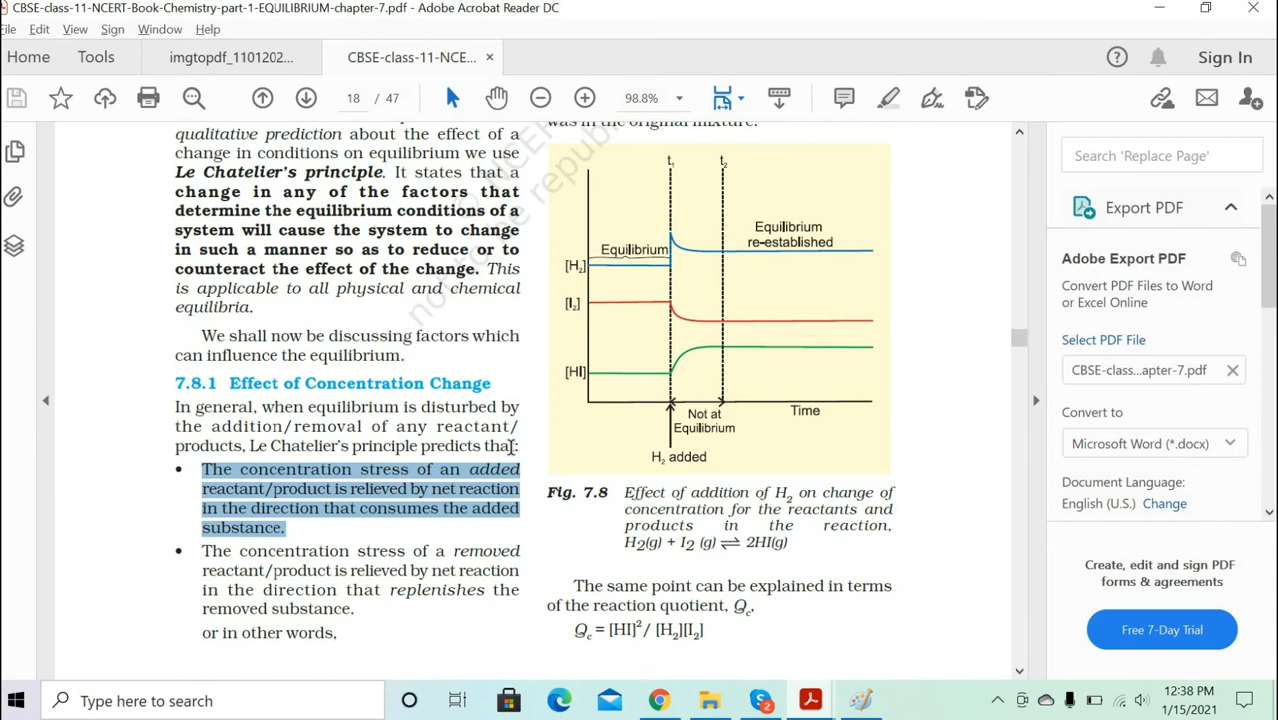 CBSE-class-11-NCERT-Book-Chemistry-part-1-EQUILIBRIUM-chapter-7.pdf - Adobe Acrobat Reader DC
File Edit View Sign Window Help
Home Tools imgtopdf_1101202... CBSE-class-11-NCE... × Sign In
18 / 47 98.8%
qualitative prediction about the effect of a
change in conditions on equilibrium we use
Le Chatelier's principle. It states that a
change in any of the factors that
determine the equilibrium conditions of a
system will cause the system to change
in such a manner so as to reduce or to
counteract the effect of the change. This
is applicable to all physical and chemical
equilibria.
We shall now be discussing factors which
can influence the equilibrium.
7.8.1 Effect of Concentration Change
In general, when equilibrium is disturbed by
the addition/removal of any reactant/
products, Le Chatelier's principle predicts that:
• The concentration stress of an added
reactant/product is relieved by net reaction
in the direction that consumes the added
substance.
• The concentration stress of a removed
reactant/product is relieved by net reaction
in the direction that replenishes the
removed substance.
or in other words,
was in the original mixture.
t₁ t₂
Equilibrium
re-established
Equilibrium
[H₂]
[I₂]
[HI]
Not at
Equilibrium
Time
H₂ added
Fig. 7.8 Effect of addition of H₂ on change of
concentration for the reactants and
products in the reaction,
H₂(g) + I₂ (g) ⇌ 2HI(g)
The same point can be explained in terms
of the reaction quotient, Q꜀,
Q꜀ = [HI]² / [H₂][I₂]
not to be republ
Search 'Replace Page'
Export PDF
Adobe Export PDF
Convert PDF Files to Word
or Excel Online
Select PDF File
CBSE-class...apter-7.pdf ×
Convert to
Microsoft Word (*.docx)
Document Language:
English (U.S.) Change
Create, edit and sign PDF
forms & agreements
Free 7-Day Trial
Type here to search
2
12:38 PM
1/15/2021